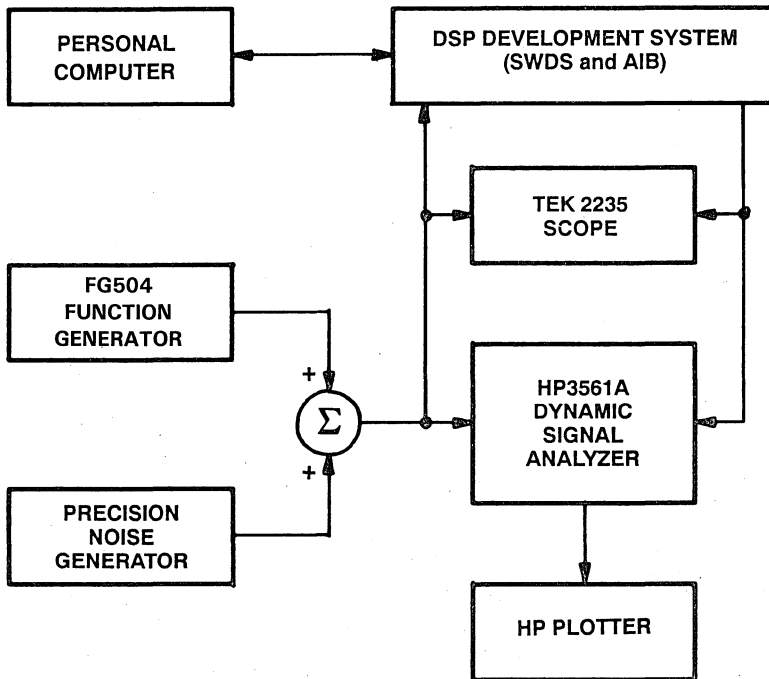 PERSONAL
COMPUTER
DSP DEVELOPMENT SYSTEM
(SWDS and AIB)
TEK 2235
SCOPE
FG504
FUNCTION
GENERATOR
+
Σ
+
HP3561A
DYNAMIC
SIGNAL
ANALYZER
PRECISION
NOISE
GENERATOR
HP PLOTTER